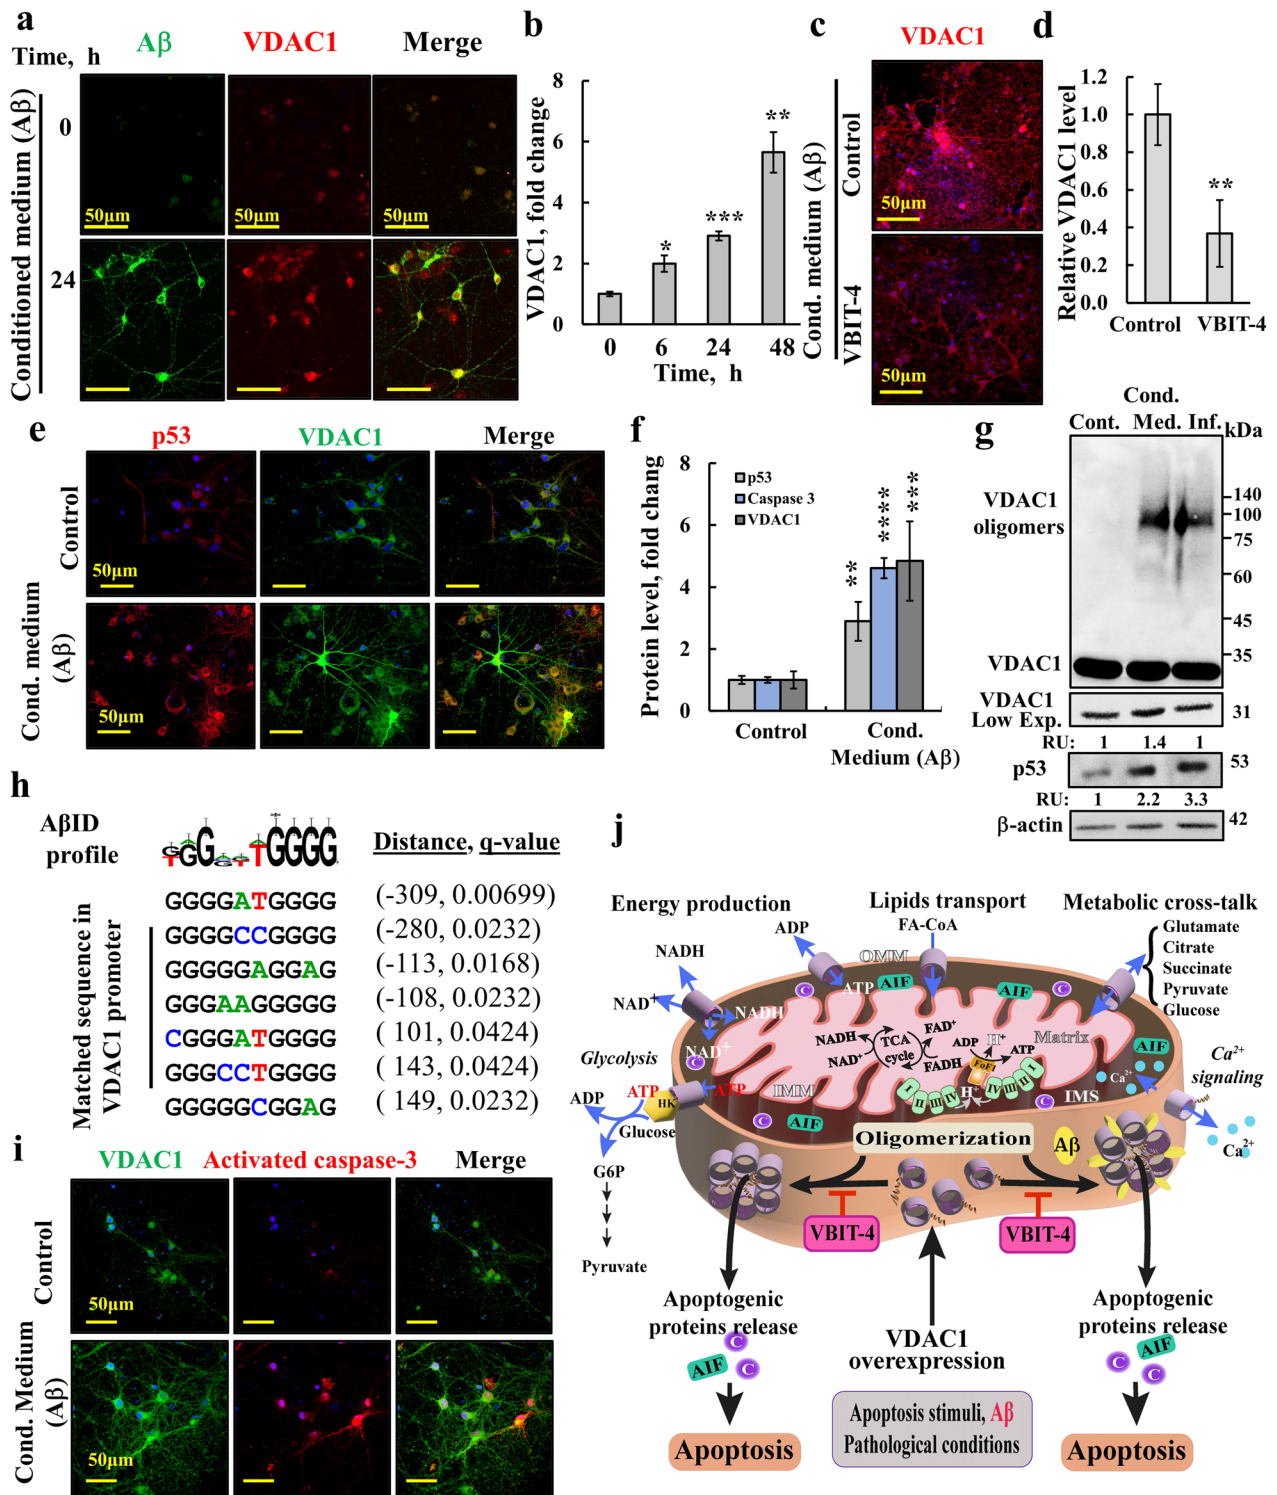 a
Aβ VDAC1 Merge
Time, h
Conditioned medium (Aβ)
0
50µm 50µm 50µm
24
b
VDAC1, fold change
8
6
4
2
0
* *** **
0 6 24 48
Time, h
c
VDAC1
Cond. medium (Aβ)
Control
50µm
VBIT-4
50µm
d
Relative VDAC1 level
1.2
1.0
0.8
0.6
0.4
0.2
0.0
**
Control VBIT-4
e
p53 VDAC1 Merge
Control
50µm
Cond. medium
(Aβ)
50µm
f
Protein level, fold chang
8
6
4
2
0
p53
Caspase 3
VDAC1
** **** ***
Control Cond.
Medium (Aβ)
g
Cond.
Cont. Med. Inf. kDa
VDAC1
oligomers
140
100
75
60
45
35
VDAC1
VDAC1
Low Exp.
31
RU: 1 1.4 1
p53 53
RU: 1 2.2 3.3
β-actin 42
h
AβID
profile
Distance, q-value
Matched sequence in
VDAC1 promoter
GGGGATGGGG (-309, 0.00699)
GGGGCCGGGG (-280, 0.0232)
GGGGGAGGAG (-113, 0.0168)
GGGAAGGGGG (-108, 0.0232)
CGGGATGGGG ( 101, 0.0424)
GGGCCTGGGG ( 143, 0.0424)
GGGGGCGGAG ( 149, 0.0232)
i
VDAC1 Activated caspase-3 Merge
Control
50µm
Cond. Medium
(Aβ)
50µm
j
Energy production
Lipids transport
Metabolic cross-talk
FA-CoA
Glutamate
Citrate
Succinate
Pyruvate
Glucose
ADP
NADH
NAD+
OMM
ATP
AIF
C
AIF
C
NADH
NAD+
C
NADH
NAD+
TCA
cycle
FAD+
FADH
ADP
H+
ATP
FoF1
Matrix
AIF
Ca2+
Ca2+
signaling
Glycolysis
ATP
ATP
ADP
HK
Glucose
IMM
I II III IV
H+
IV III II I
C
IMS
AIF
C
Ca2+
G6P
Pyruvate
Oligomerization
Aβ
VBIT-4
VBIT-4
Apoptogenic
proteins release
C
AIF
C
Apoptosis
VDAC1
overexpression
Apoptosis stimuli, Aβ
Pathological conditions
Apoptogenic
proteins release
AIF
C
C
Apoptosis